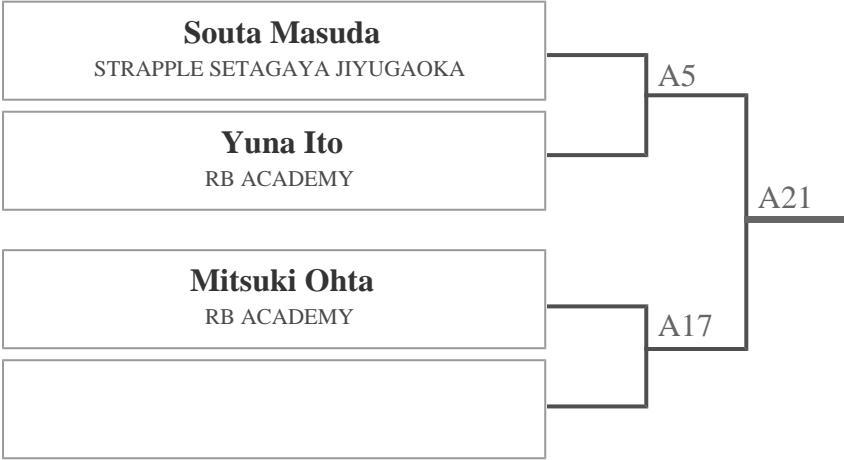 Souta Masuda
STRAPPLE SETAGAYA JIYUGAOKA
A5
Yuna Ito
RB ACADEMY
A21
Mitsuki Ohta
RB ACADEMY
A17